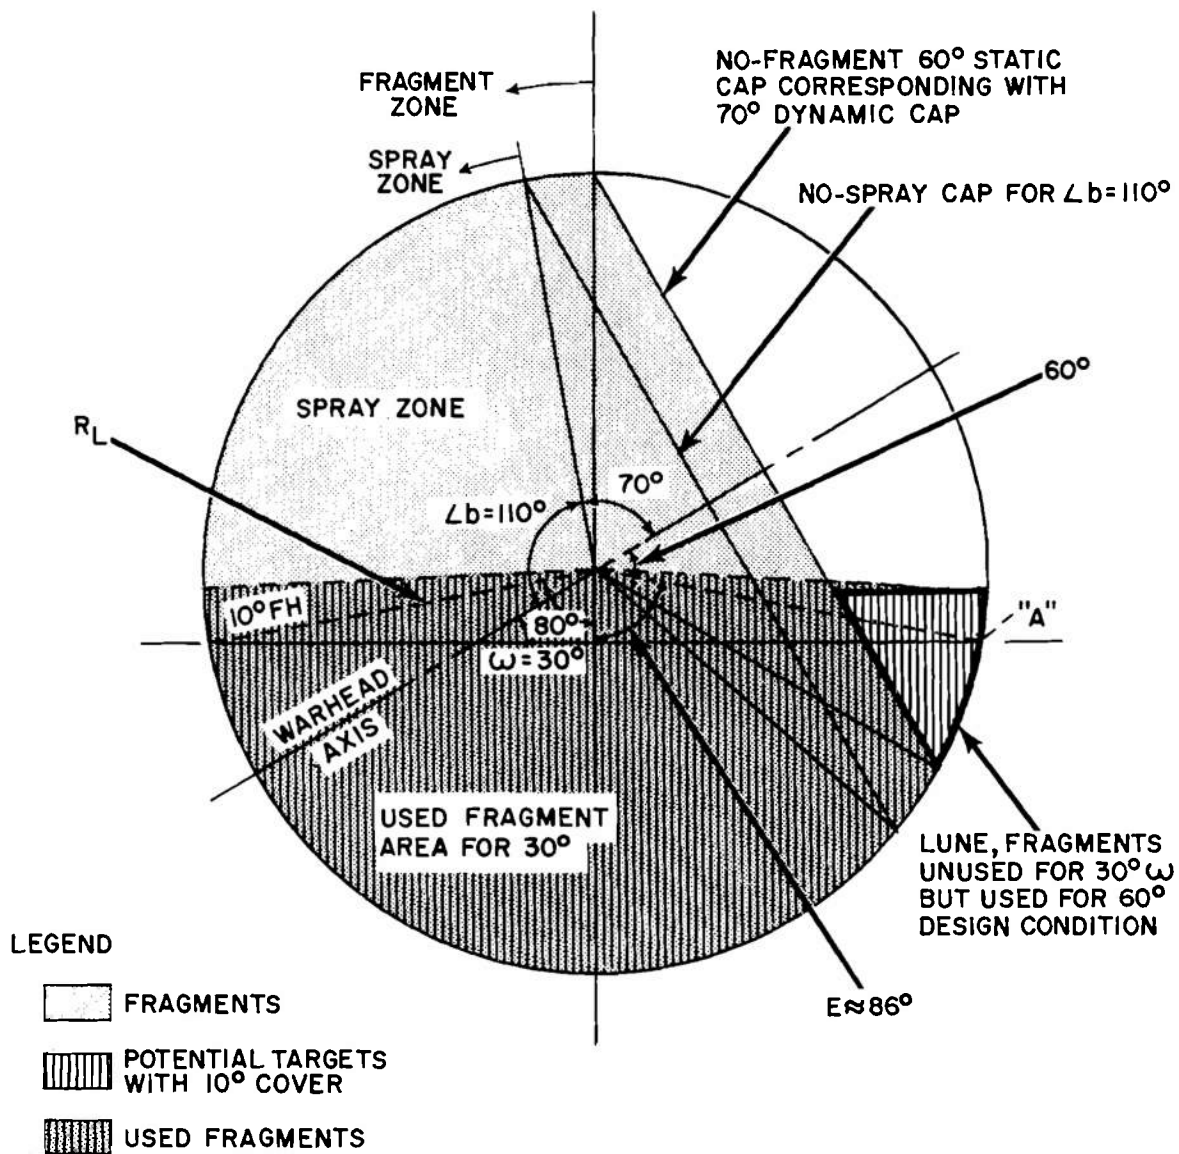 FRAGMENT
ZONE
SPRAY
ZONE
NO-FRAGMENT 60° STATIC
CAP CORRESPONDING WITH
70° DYNAMIC CAP
NO-SPRAY CAP FOR ∠b=110°
60°
SPRAY ZONE
R_L
∠b=110°
70°
10°FH
80°
ω=30°
"A"
WARHEAD
AXIS
USED FRAGMENT
AREA FOR 30°
LUNE, FRAGMENTS
UNUSED FOR 30°ω
BUT USED FOR 60°
DESIGN CONDITION
E≈86°
LEGEND
FRAGMENTS
POTENTIAL TARGETS
WITH 10° COVER
USED FRAGMENTS